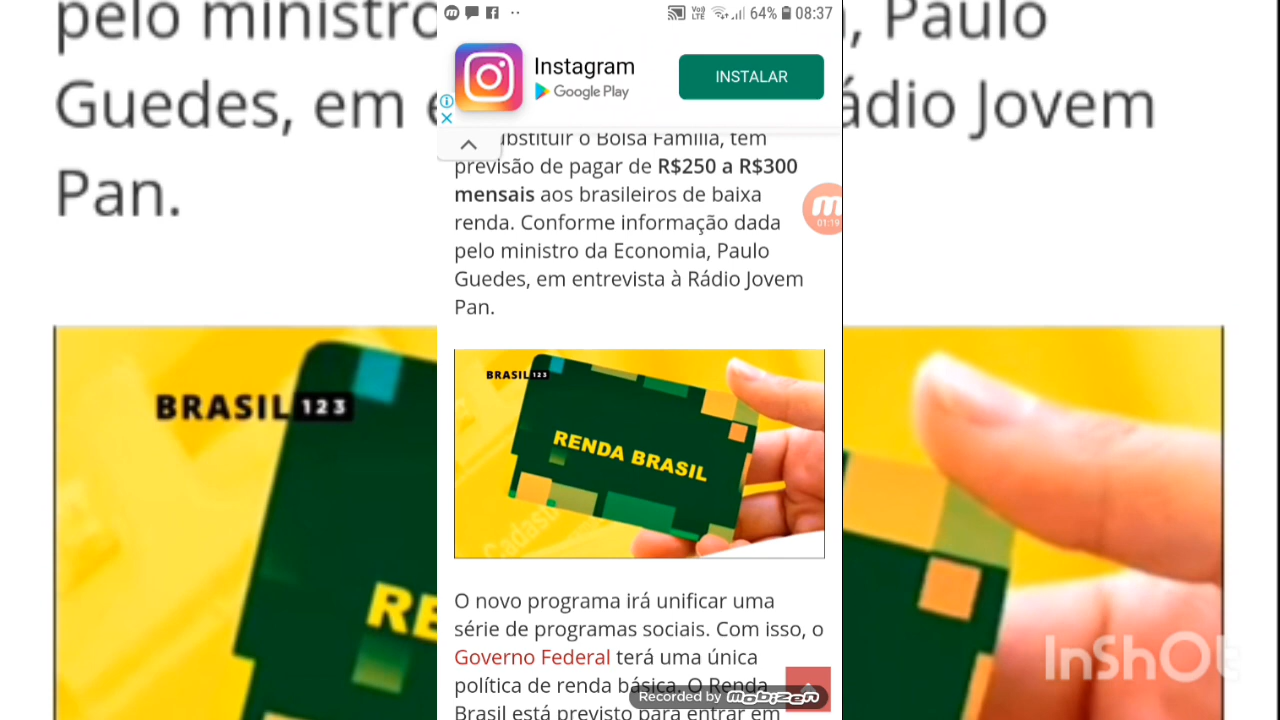 pelo ministro
, Paulo
Guedes, em e
ádio Jovem
Pan.
BRASIL 123
REN
InShOt
64% 08:37
Instagram
Google Play
INSTALAR
ubstituir o Bolsa Família, tem
previsão de pagar de R$250 a R$300
mensais aos brasileiros de baixa
renda. Conforme informação dada
pelo ministro da Economia, Paulo
Guedes, em entrevista à Rádio Jovem
Pan.
01:19
BRASIL 123
RENDA BRASIL
O novo programa irá unificar uma
série de programas sociais. Com isso, o
Governo Federal terá uma única
política de renda básica. O Renda
Recorded by mobizen
Brasil está previsto para entrar em